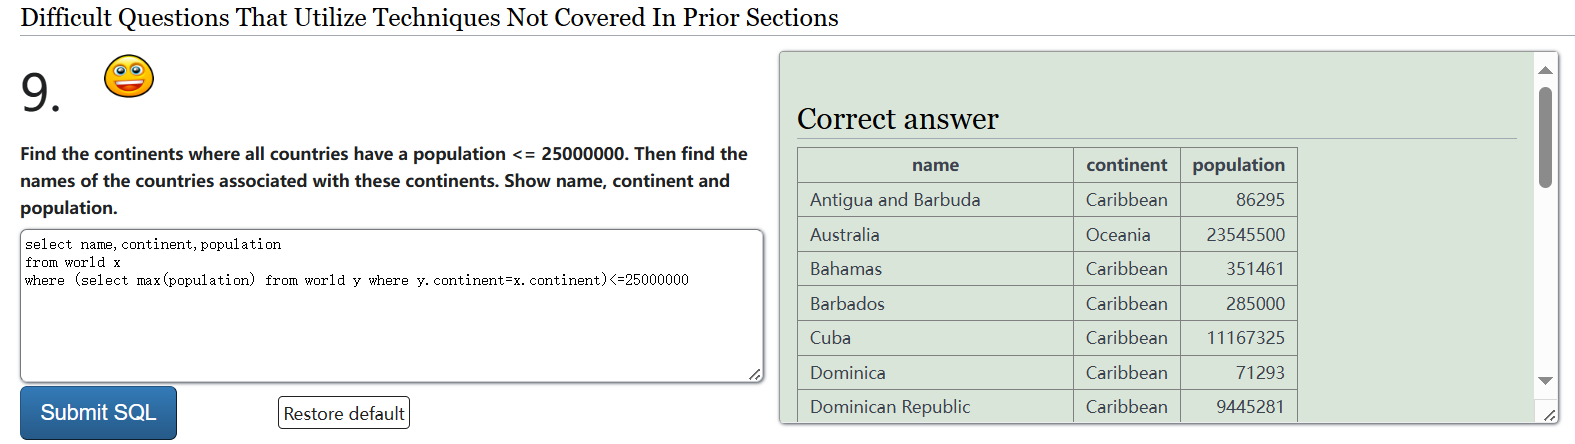 Difficult Questions That Utilize Techniques Not Covered In Prior Sections
9.
Find the continents where all countries have a population <= 25000000. Then find the
names of the countries associated with these continents. Show name, continent and
population.
select name,continent,population
from world x
where (select max(population) from world y where y.continent=x.continent)<=25000000
Submit SQL
Restore default
Correct answer
name continent population
Antigua and Barbuda Caribbean 86295
Australia Oceania 23545500
Bahamas Caribbean 351461
Barbados Caribbean 285000
Cuba Caribbean 11167325
Dominica Caribbean 71293
Dominican Republic Caribbean 9445281